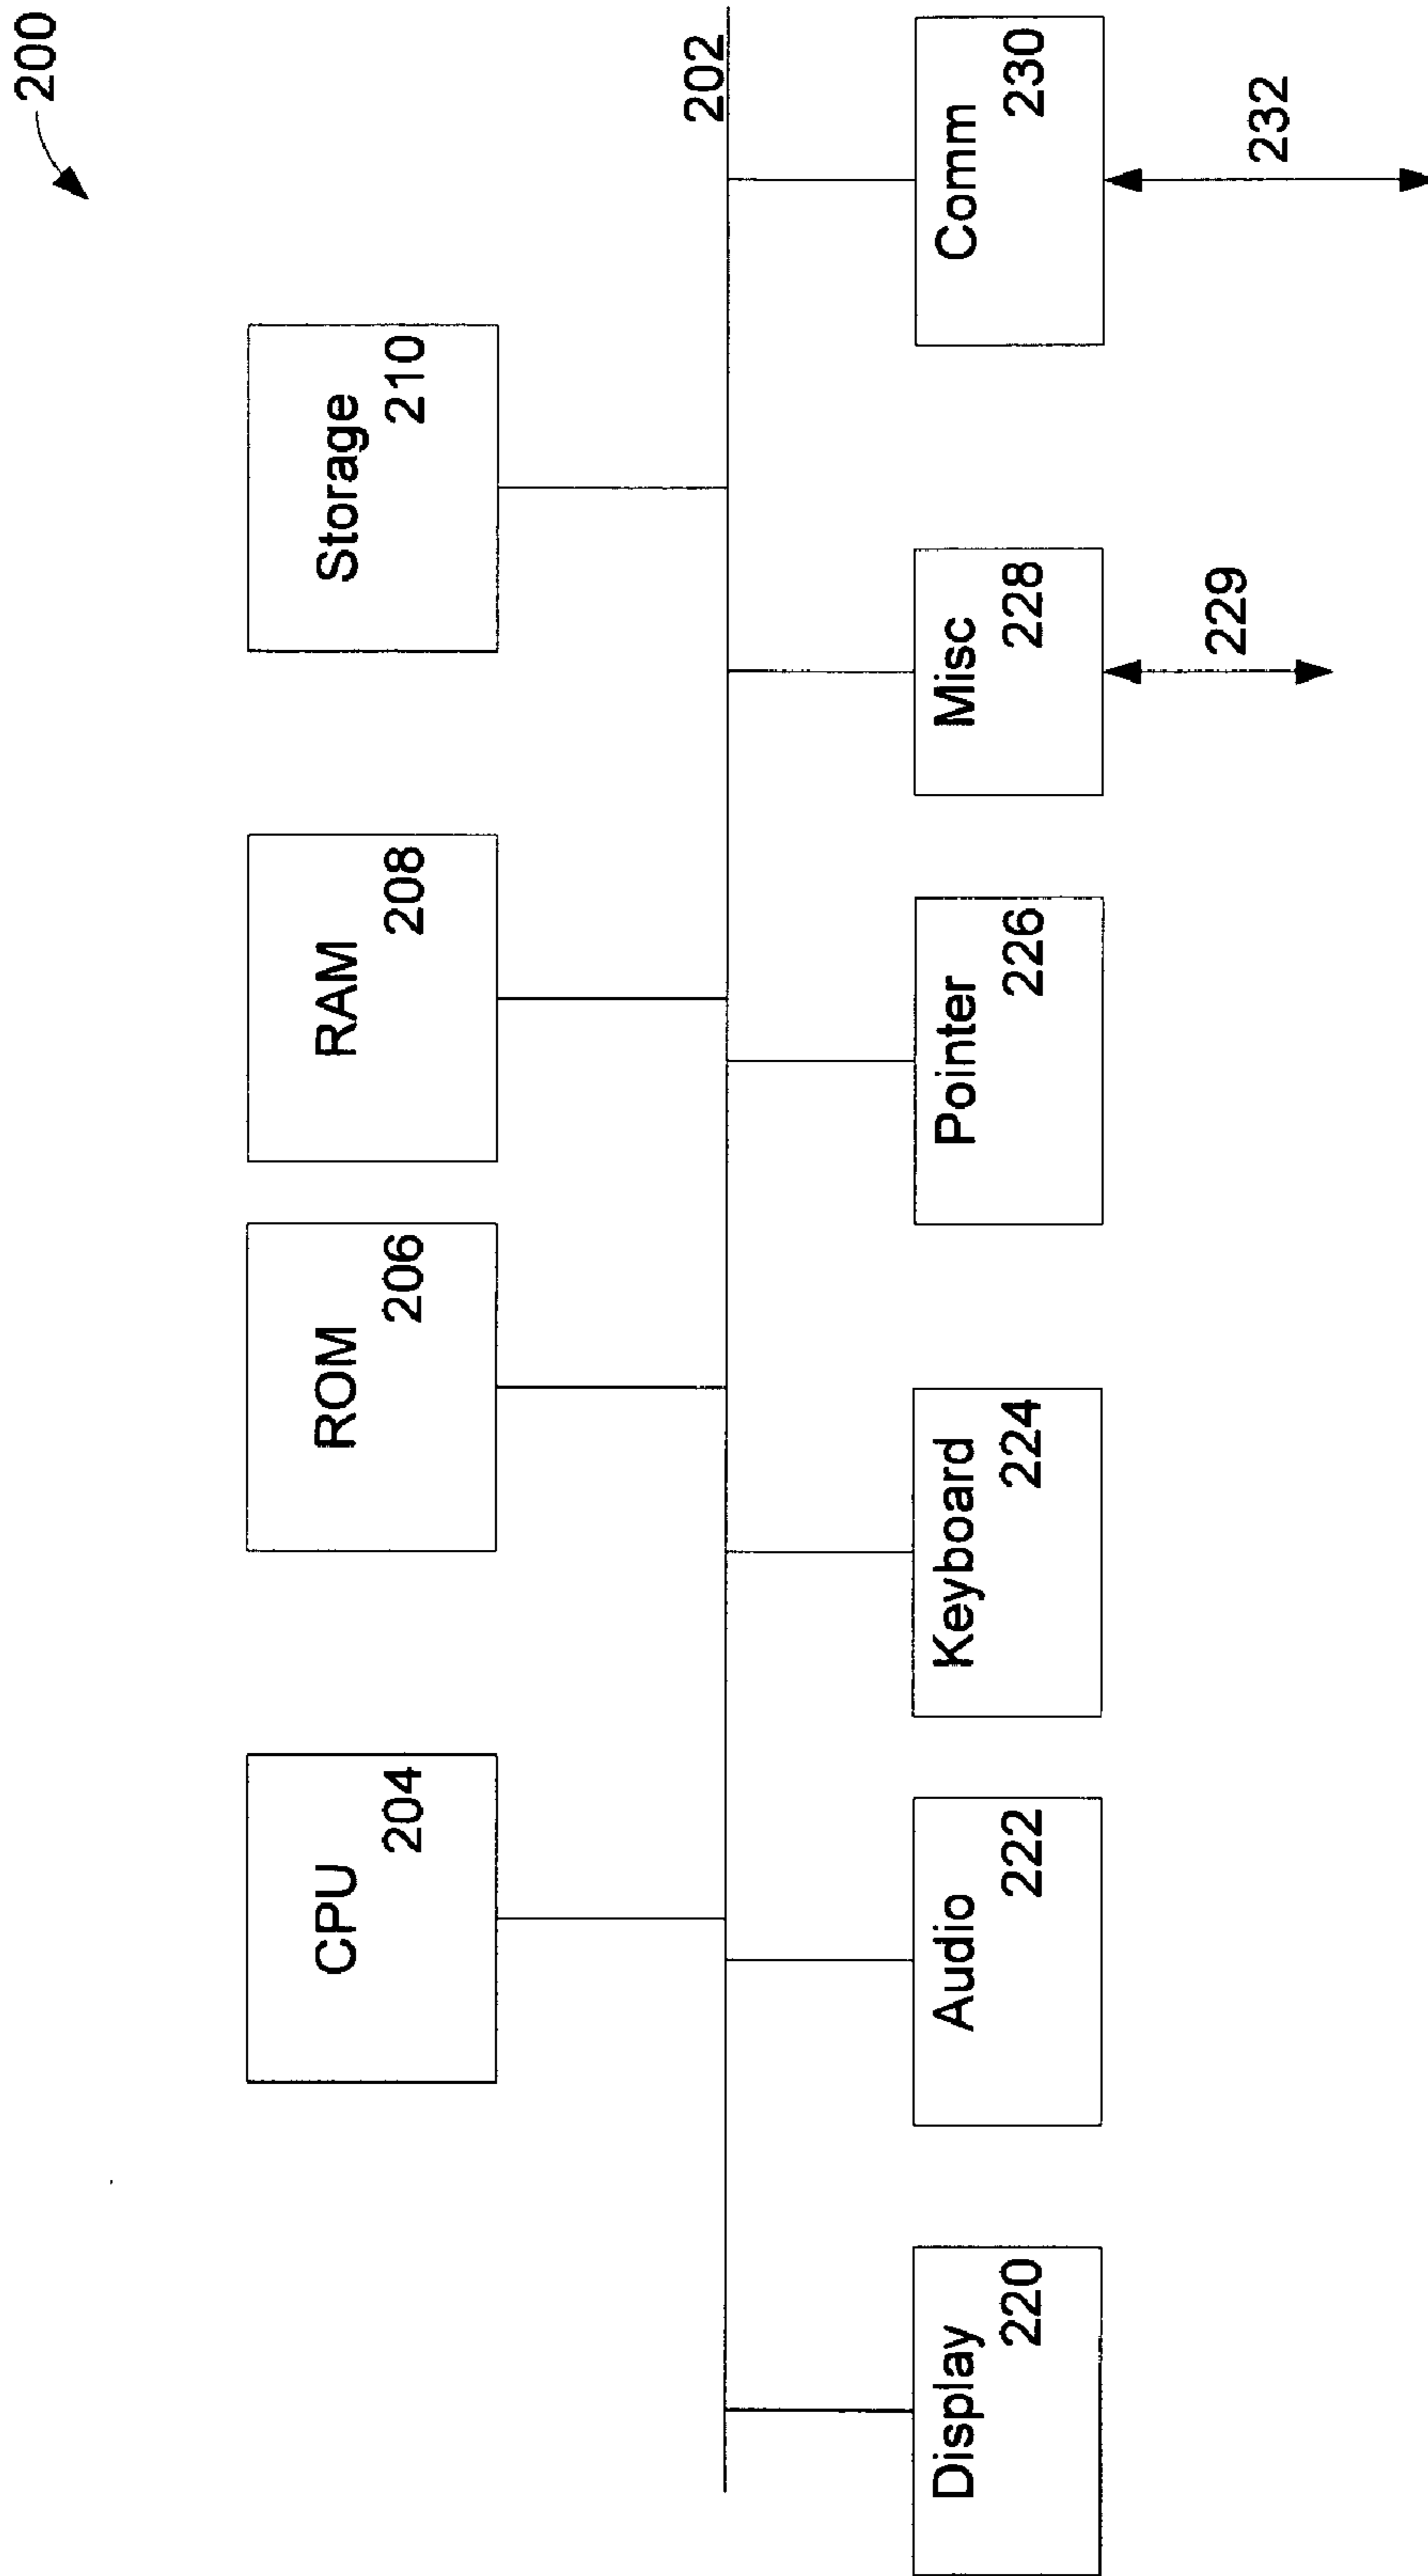 200
CPU
204
ROM
206
RAM
208
Storage
210
202
Display
220
Audio
222
Keyboard
224
Pointer
226
Misc
228
Comm
230
229
232